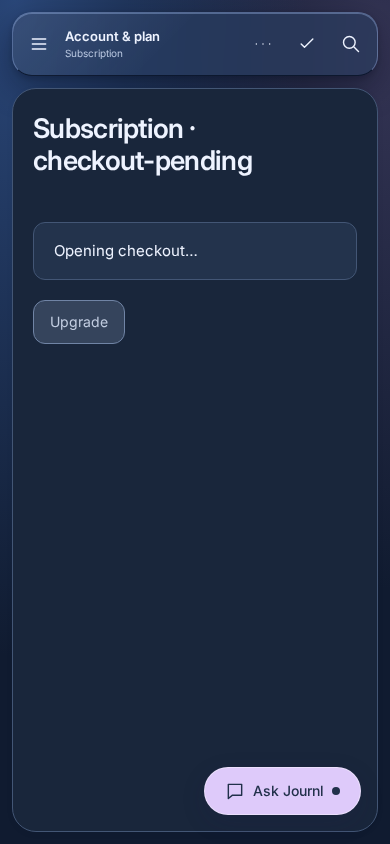 Account & plan
Subscription
Subscription ·
checkout-pending
Opening checkout...
Upgrade
Ask Journl